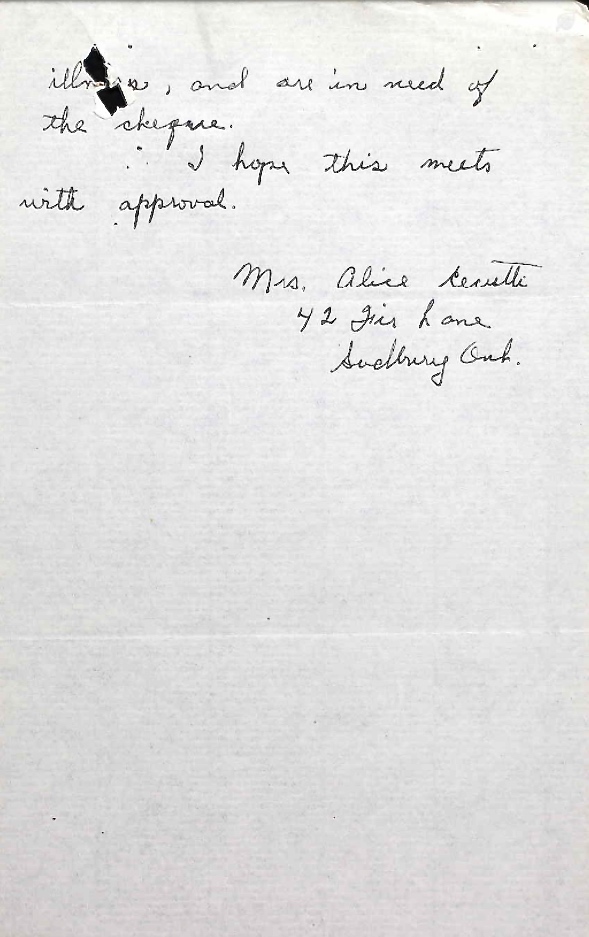 illness, and are in need of
the cheque.
∴ I hope this meets
with approval.
Mrs. Alice
42 Fir Lane
Sudbury Ont.